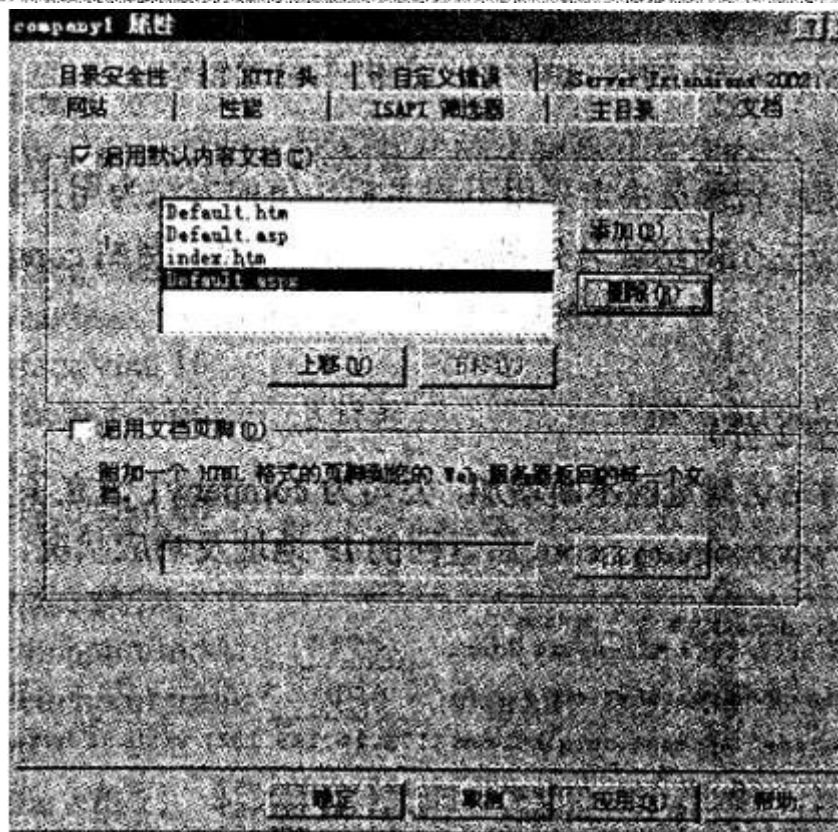 company1 属性
目录安全性 HTTP 头 自定义错误 Server Extensions 2002
网站 性能 ISAPI 筛选器 主目录 文档
启用默认内容文档(C)
Default.htm
添加(D)
Default.asp
index.htm
Default.aspx
删除(R)
上移(U) 下移(V)
启用文档页脚(O)
附加一个 HTML 格式的页脚到您的 Web 服务器返回的每一个文
档。
确定 取消 应用(A) 帮助